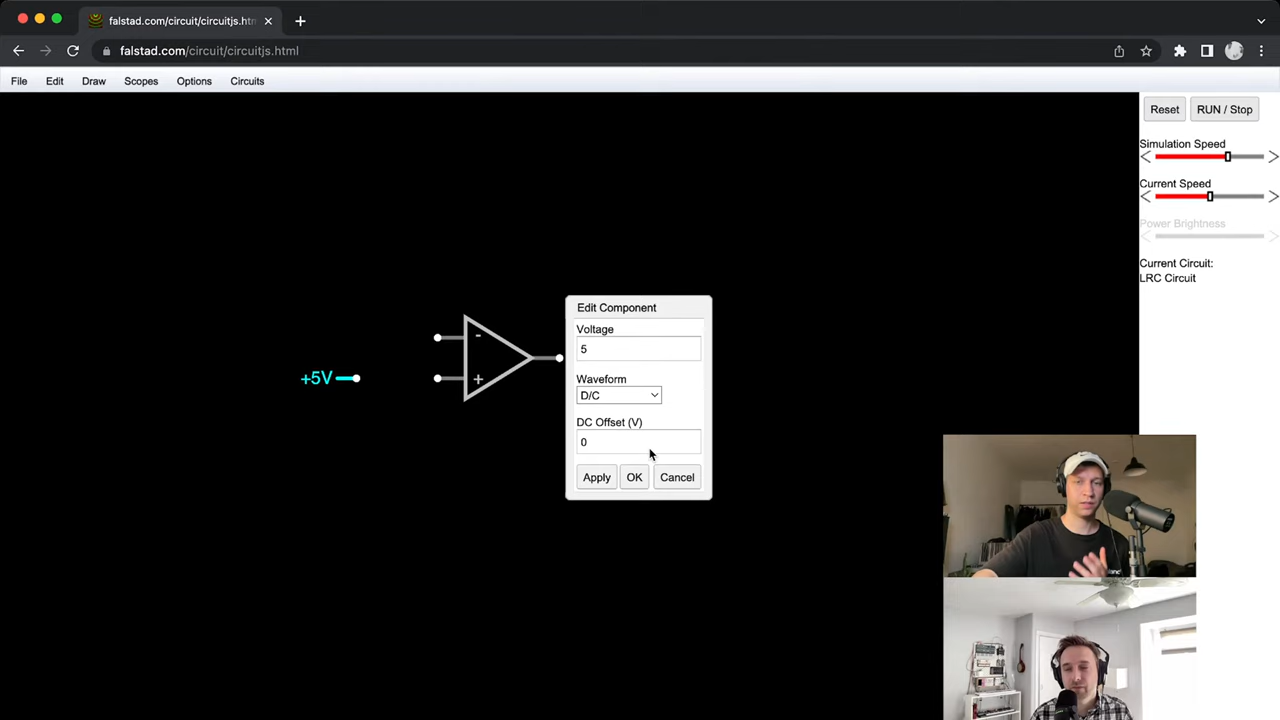 falstad.com/circuit/circuitjs.htm
falstad.com/circuit/circuitjs.html
File Edit Draw Scopes Options Circuits
Reset RUN / Stop
Simulation Speed
Current Speed
Power Brightness
Current Circuit:
LRC Circuit
+5V
-
+
Edit Component
Voltage
5
Waveform
D/C
DC Offset (V)
0
Apply OK Cancel